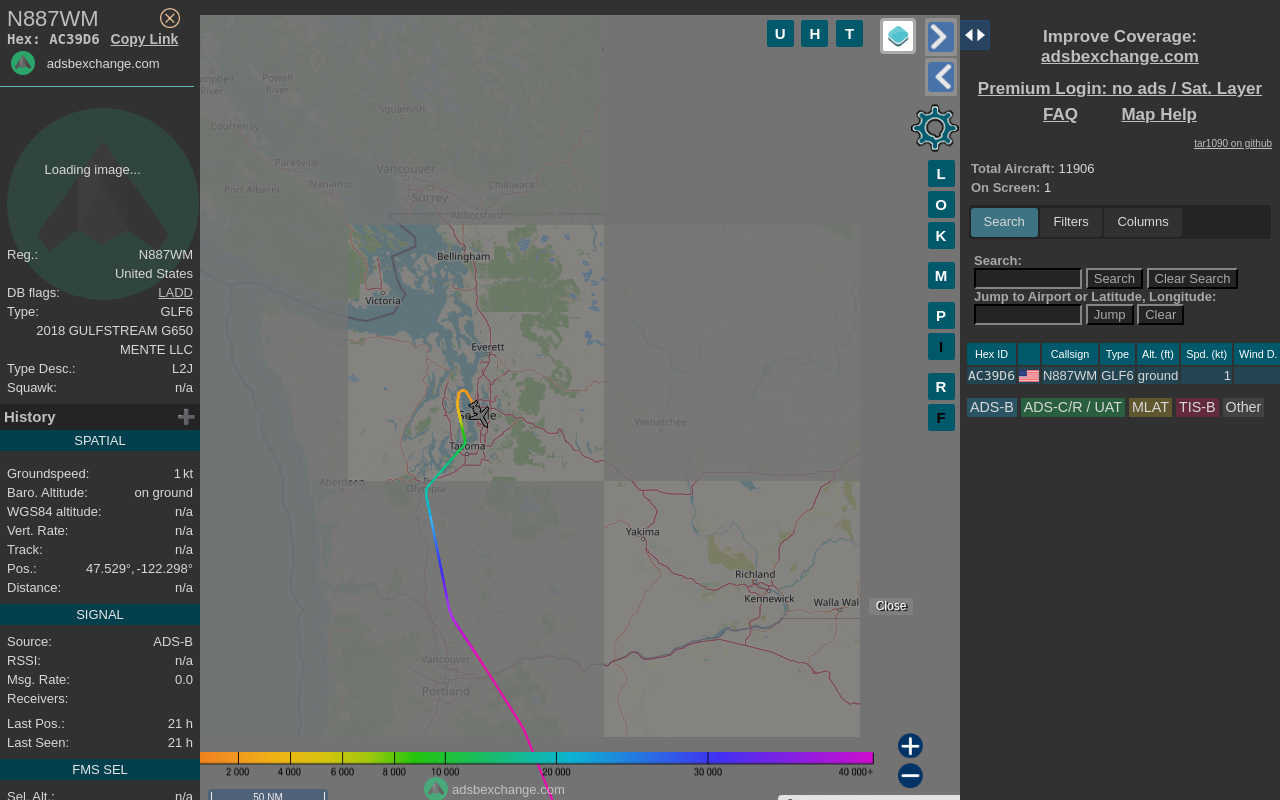 N887WM
Hex: AC39D6 Copy Link
adsbexchange.com
Loading image...
Reg.: N887WM
United States
DB flags: LADD
Type: GLF6
2018 GULFSTREAM G650
MENTE LLC
Type Desc.: L2J
Squawk: n/a
History
SPATIAL
Groundspeed: 1 kt
Baro. Altitude: on ground
WGS84 altitude: n/a
Vert. Rate: n/a
Track: n/a
Pos.: 47.529°, -122.298°
Distance: n/a
SIGNAL
Source: ADS-B
RSSI: n/a
Msg. Rate: 0.0
Receivers:
Last Pos.: 21 h
Last Seen: 21 h
FMS SEL
Sel. Alt.: n/a
U H T
L
O
K
M
P
I
R
F
Powell
River
River
Squamish
Courtenay
Parksville
Vancouver
Nanaimo
Port Alberni
Surrey
Chilliwack
Abbotsford
Bellingham
Victoria
Everett
Wenatchee
Tacoma
Aberdeen
Olympia
Yakima
Richland
Kennewick
Walla Wal
Vancouver
Portland
Close
2 000 4 000 6 000 8 000 10 000 20 000 30 000 40 000+
adsbexchange.com
50 NM
Improve Coverage:
adsbexchange.com
Premium Login: no ads / Sat. Layer
FAQ Map Help
tar1090 on github
Total Aircraft: 11906
On Screen: 1
Search Filters Columns
Search:
Search Clear Search
Jump to Airport or Latitude, Longitude:
Jump Clear
Hex ID Callsign Type Alt. (ft) Spd. (kt) Wind D.
AC39D6 N887WM GLF6 ground 1
ADS-B ADS-C/R / UAT MLAT TIS-B Other